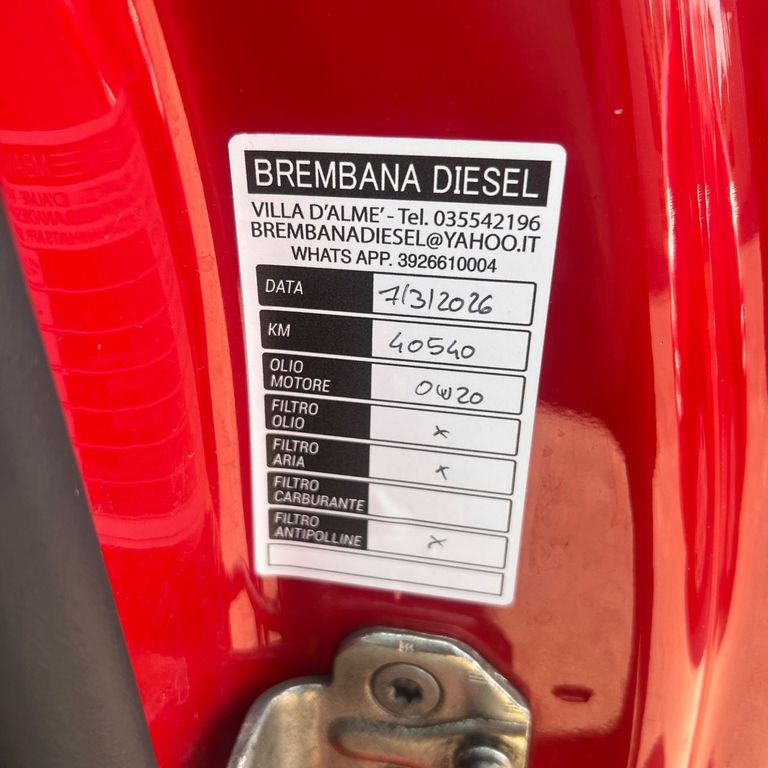 BREMBANA DIESEL
VILLA D'ALME' - Tel. 035542196
BREMBANADIESEL@YAHOO.IT
WHATS APP. 3926610004
DATA 7/3/2026
KM 40540
OLIO MOTORE 0W20
FILTRO OLIO x
FILTRO ARIA x
FILTRO CARBURANTE
FILTRO ANTIPOLLINE x